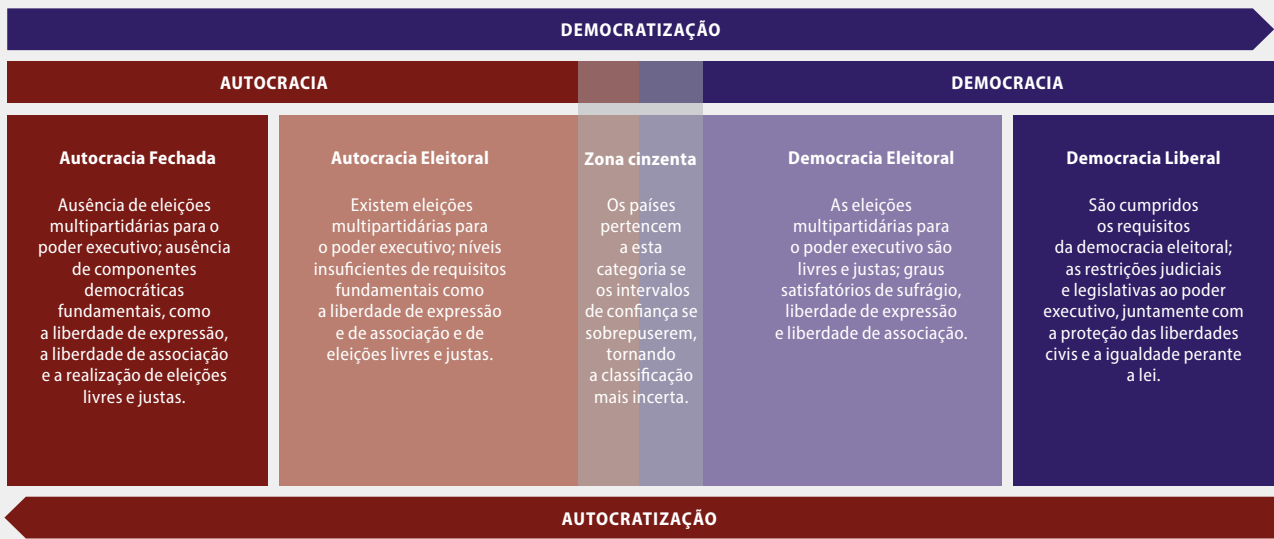 DEMOCRATIZAÇÃO
AUTOCRACIA
DEMOCRACIA
Autocracia Fechada
Ausência de eleições
multipartidárias para o
poder executivo; ausência
de componentes
democráticas
fundamentais, como
a liberdade de expressão,
a liberdade de associação
e a realização de eleições
livres e justas.
Autocracia Eleitoral
Existem eleições
multipartidárias para
o poder executivo; níveis
insuficientes de requisitos
fundamentais como
a liberdade de expressão
e de associação e de
eleições livres e justas.
Zona cinzenta
Os países
pertencem
a esta
categoria se
os intervalos
de confiança se
sobrepuserem,
tornando
a classificação
mais incerta.
Democracia Eleitoral
As eleições
multipartidárias para
o poder executivo são
livres e justas; graus
satisfatórios de sufrágio,
liberdade de expressão
e liberdade de associação.
Democracia Liberal
São cumpridos
os requisitos
da democracia eleitoral;
as restrições judiciais
e legislativas ao poder
executivo, juntamente com
a proteção das liberdades
civis e a igualdade perante
a lei.
AUTOCRATIZAÇÃO